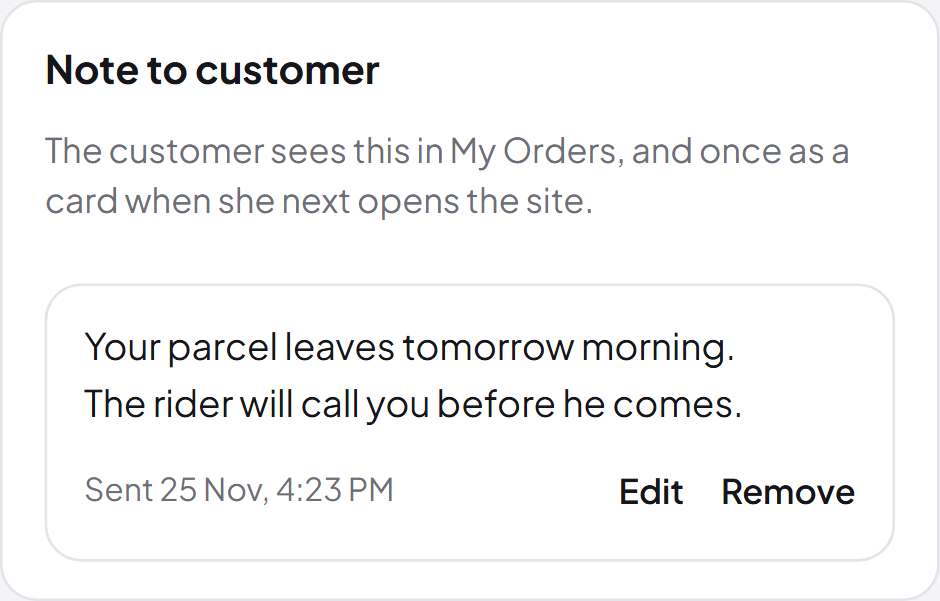 Note to customer
The customer sees this in My Orders, and once as a
card when she next opens the site.
Your parcel leaves tomorrow morning.
The rider will call you before he comes.
Sent 25 Nov, 4:23 PM
Edit Remove